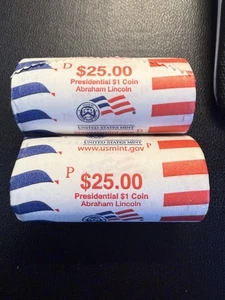 D
$25.00
Presidential $1 Coin
Abraham Lincoln
UNITED STATES MINT
UNITED STATES MINT
www.usmint.gov
P
$25.00
Presidential $1 Coin
Abraham Lincoln